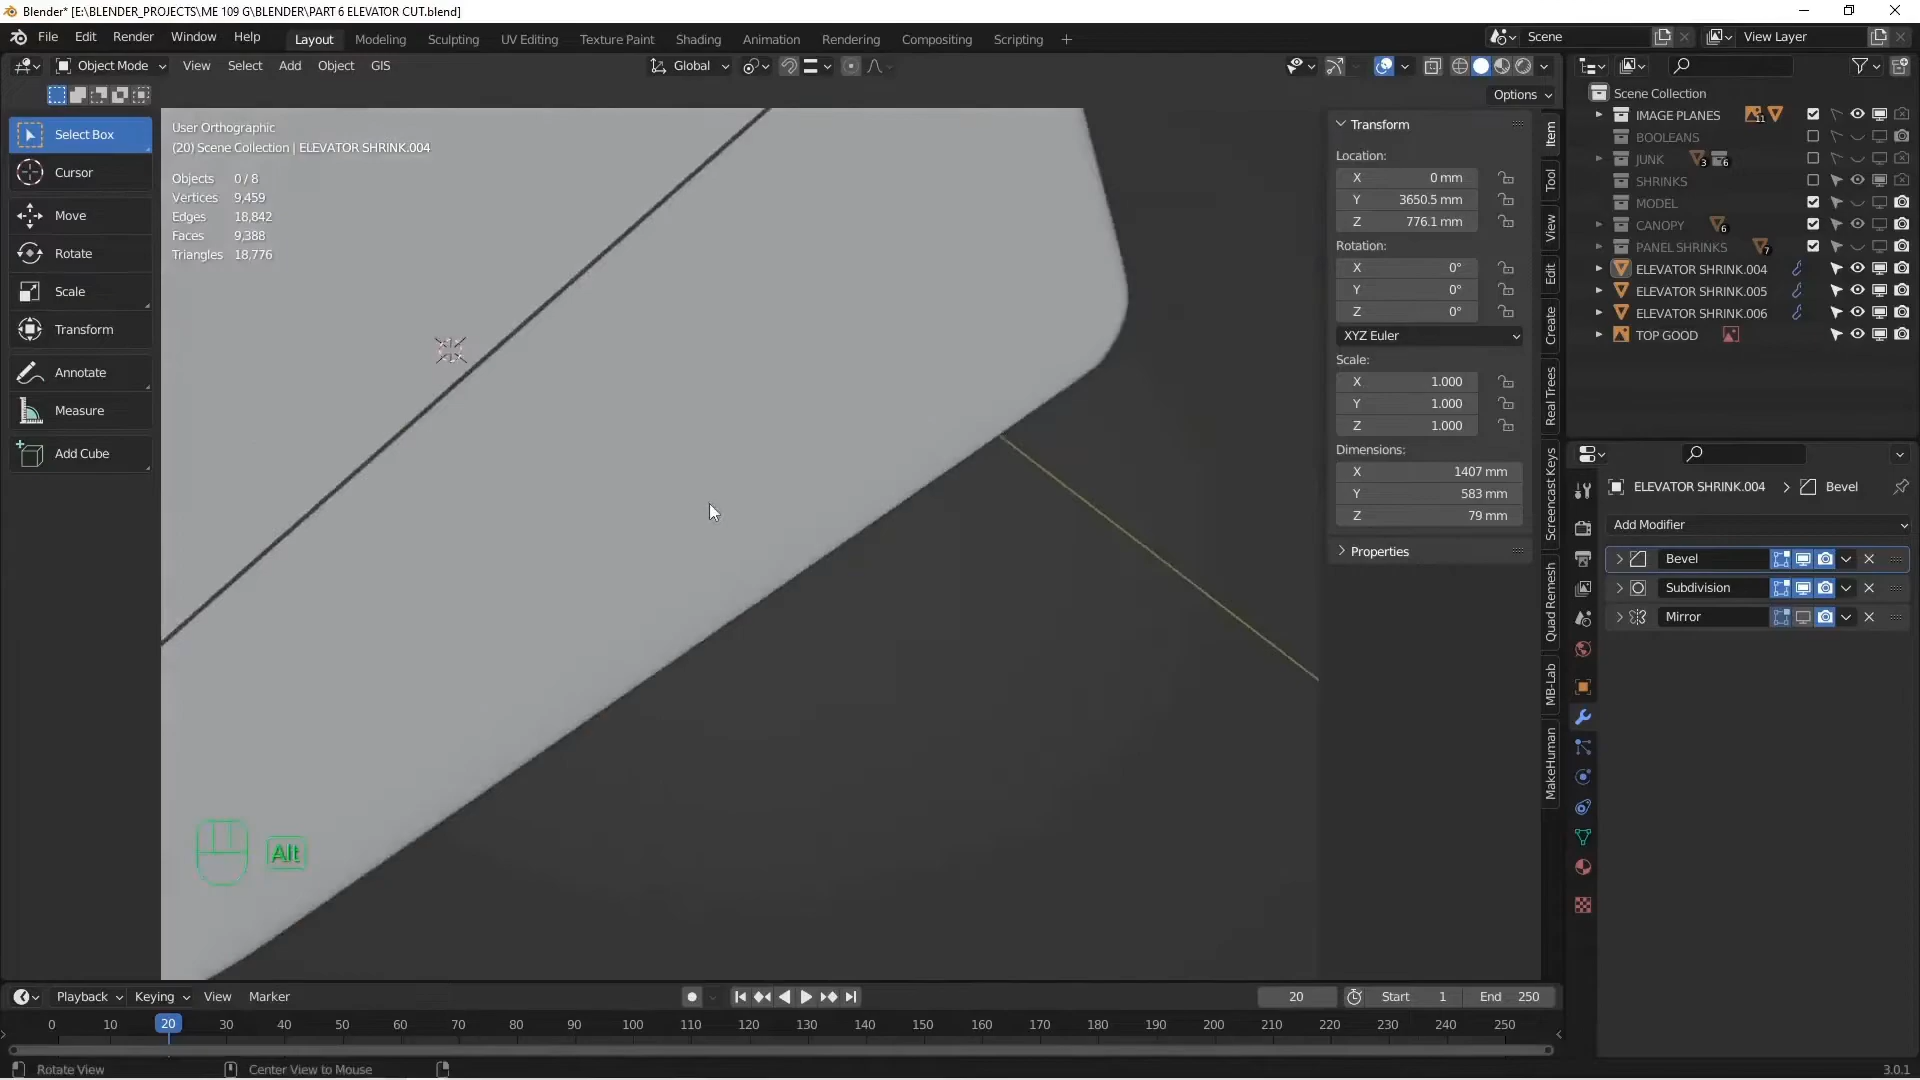 Blender* [E:\BLENDER_PROJECTS\ME 109 G\BLENDER\PART 6 ELEVATOR CUT.blend]
File Edit Render Window Help Layout Modeling Sculpting UV Editing Texture Paint Shading Animation Rendering Compositing Scripting + Scene View Layer
Object Mode View Select Add Object GIS Global
Options
Select Box
Cursor
Move
Rotate
Scale
Transform
Annotate
Measure
Add Cube
User Orthographic
(20) Scene Collection | ELEVATOR SHRINK.004
Objects 0 / 8
Vertices 9,459
Edges 18,842
Faces 9,388
Triangles 18,776
Alt
Transform
Location:
X 0 mm
Y 3650.5 mm
Z 776.1 mm
Rotation:
X 0°
Y 0°
Z 0°
XYZ Euler
Scale:
X 1.000
Y 1.000
Z 1.000
Dimensions:
X 1407 mm
Y 583 mm
Z 79 mm
Properties
Item
Tool
View
Edit
Create
Real Trees
Screencast Keys
Quad Remesh
MB-Lab
MakeHuman
Scene Collection
IMAGE PLANES 11
BOOLEANS
JUNK 3 6
SHRINKS
MODEL
CANOPY 6
PANEL SHRINKS 7
ELEVATOR SHRINK.004
ELEVATOR SHRINK.005
ELEVATOR SHRINK.006
TOP GOOD
ELEVATOR SHRINK.004 > Bevel
Add Modifier
Bevel
Subdivision
Mirror
Playback Keying View Marker 20 Start 1 End 250
0 10 20 30 40 50 60 70 80 90 100 110 120 130 140 150 160 170 180 190 200 210 220 230 240 250
Rotate View Center View to Mouse 3.0.1